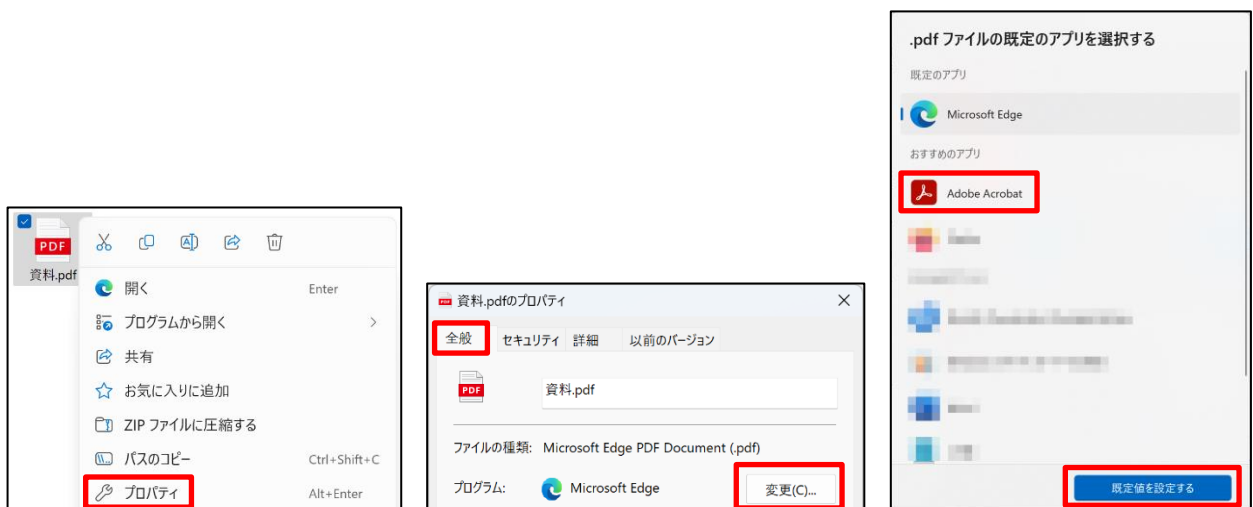 PDF
資料.pdf
開く Enter
プログラムから開く
共有
お気に入りに追加
ZIP ファイルに圧縮する
パスのコピー Ctrl+Shift+C
プロパティ Alt+Enter
資料.pdfのプロパティ
全般 セキュリティ 詳細 以前のバージョン
PDF 資料.pdf
ファイルの種類: Microsoft Edge PDF Document (.pdf)
プログラム: Microsoft Edge 変更(C)...
.pdf ファイルの既定のアプリを選択する
既定のアプリ
Microsoft Edge
おすすめのアプリ
Adobe Acrobat
既定値を設定する